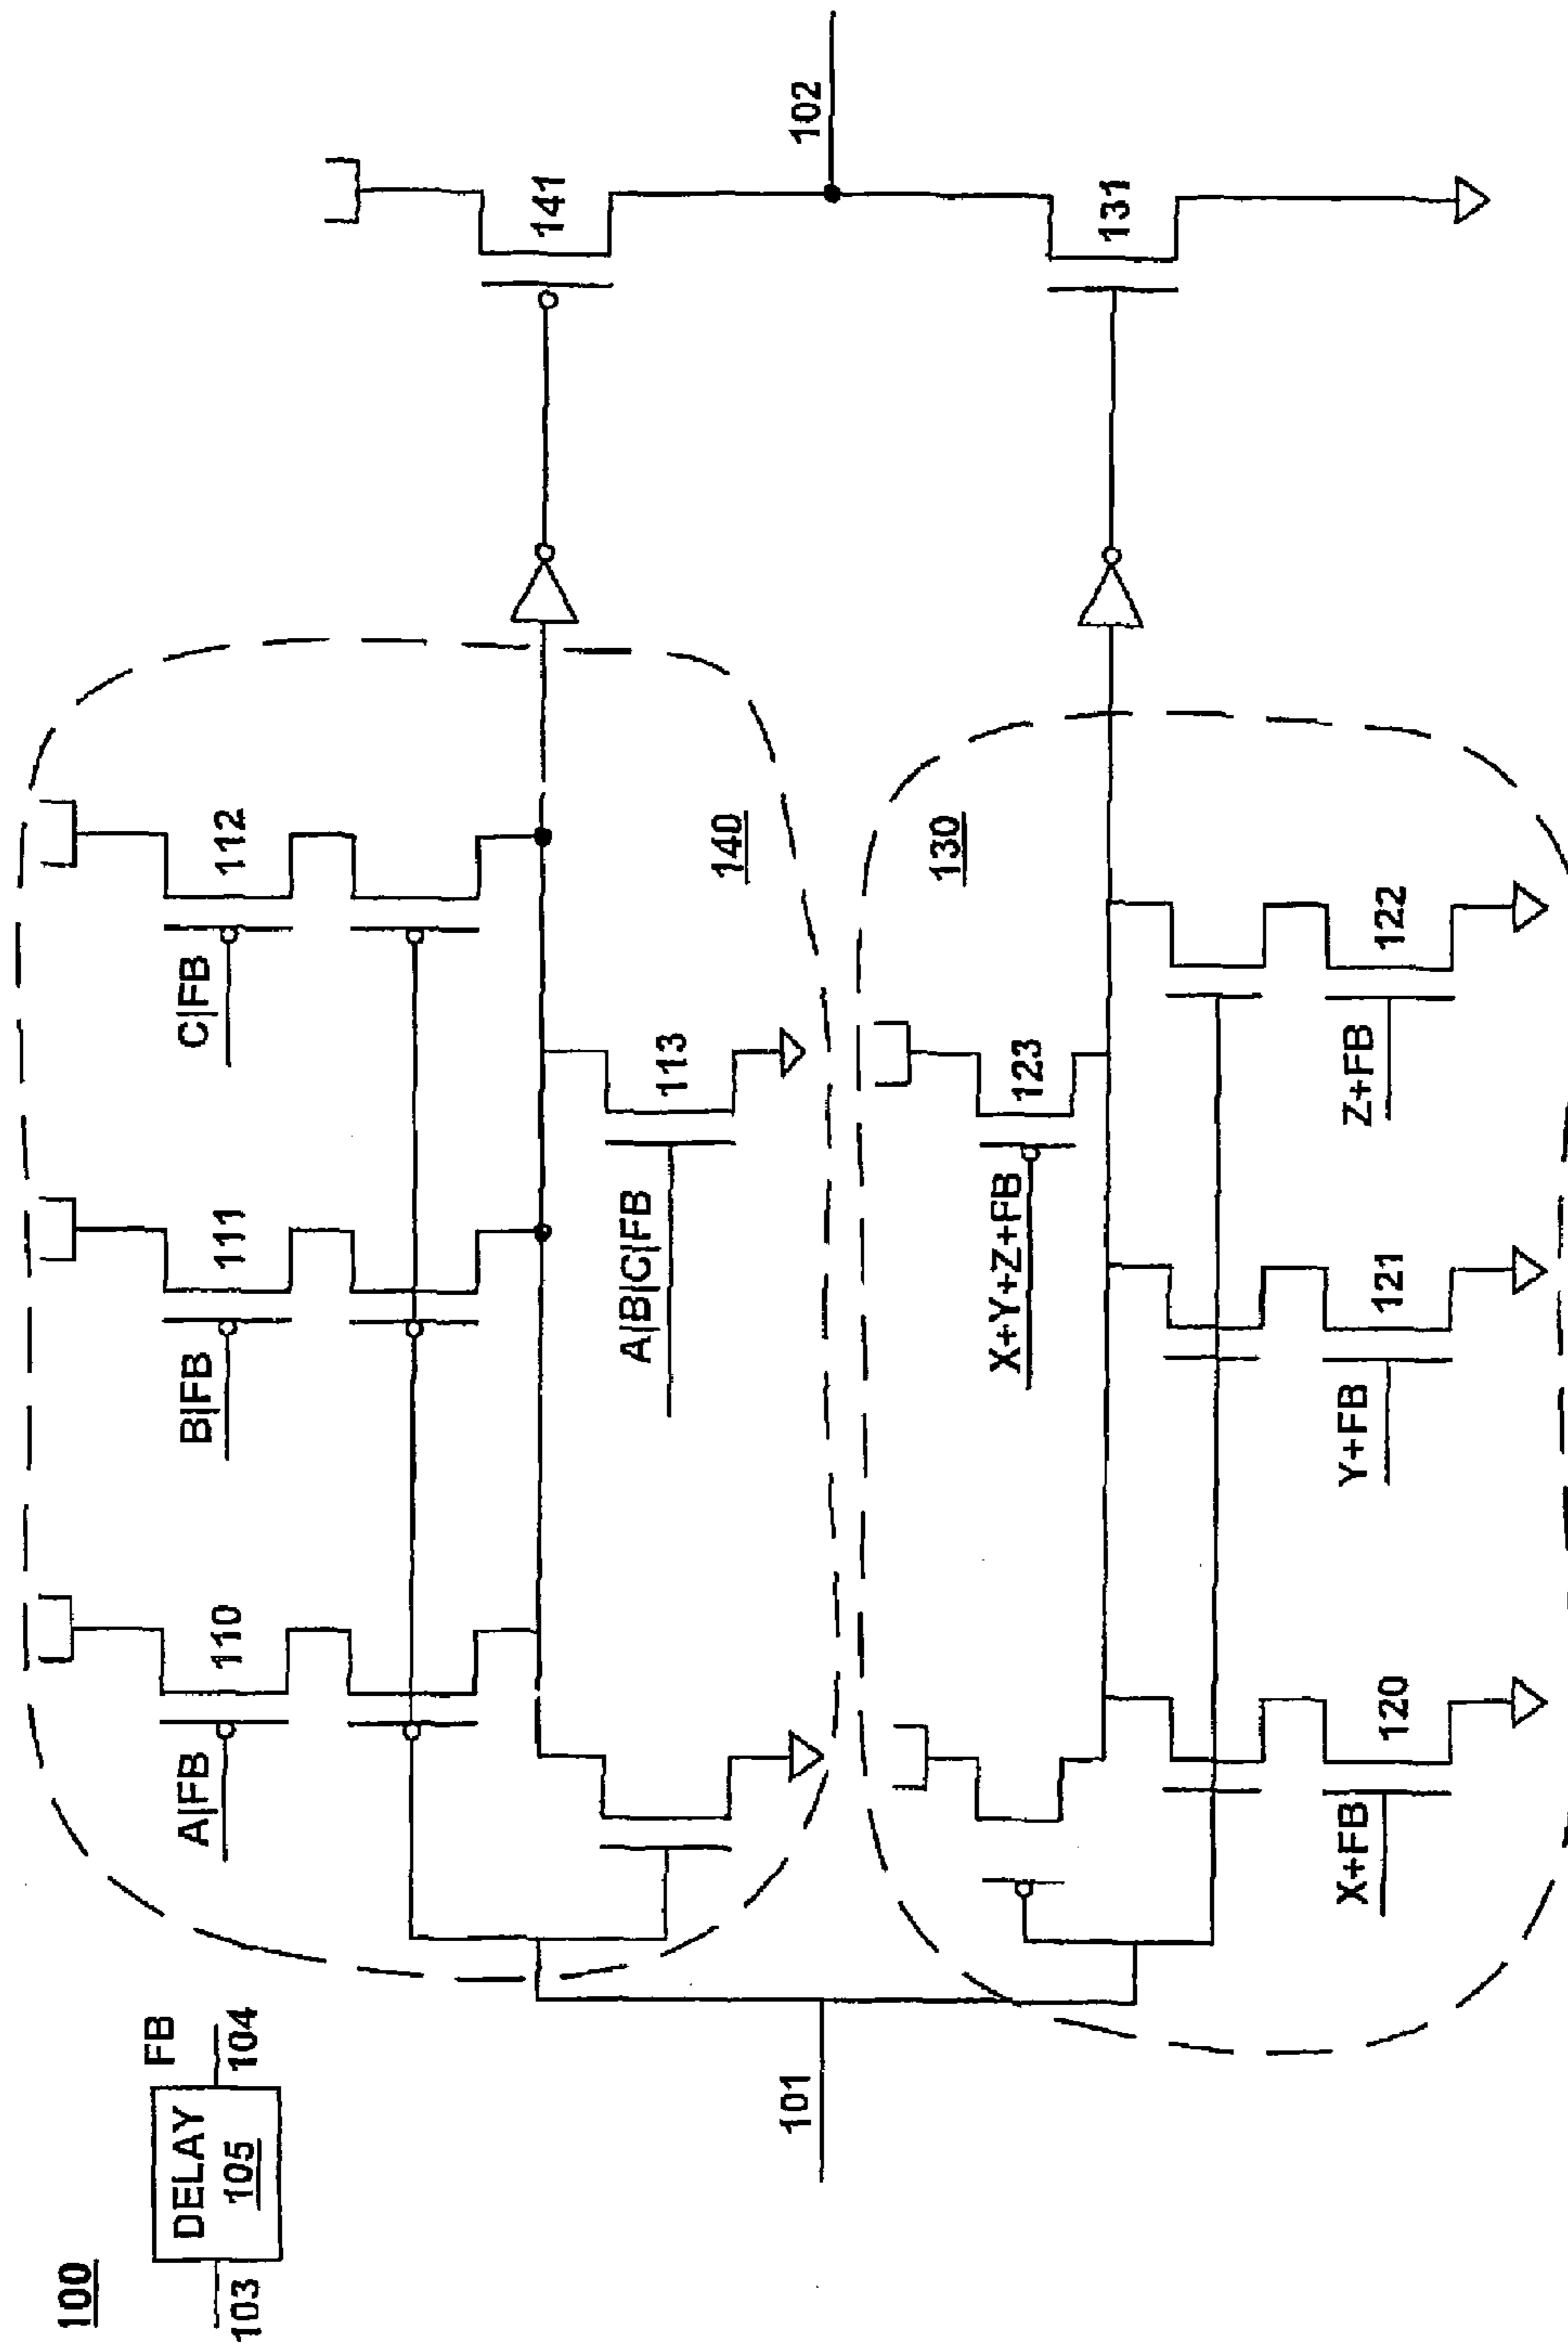 100
103
DELAY
105
FB
104
A|FB
110
B|FB
111
C|FB
112
A|B|C|FB
113
140
141
101
102
X+Y+Z+FB
123
130
131
X+FB
120
Y+FB
121
Z+FB
122